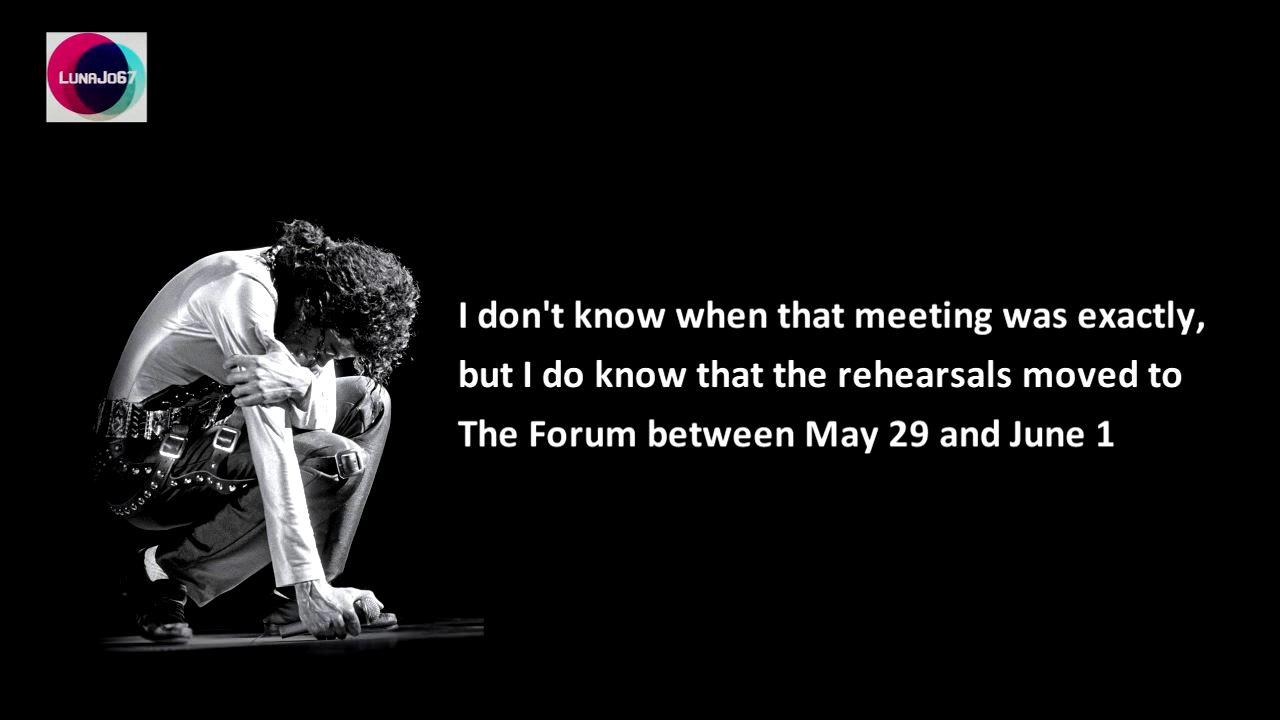 LUNAJO67
I don't know when that meeting was exactly,
but I do know that the rehearsals moved to
The Forum between May 29 and June 1